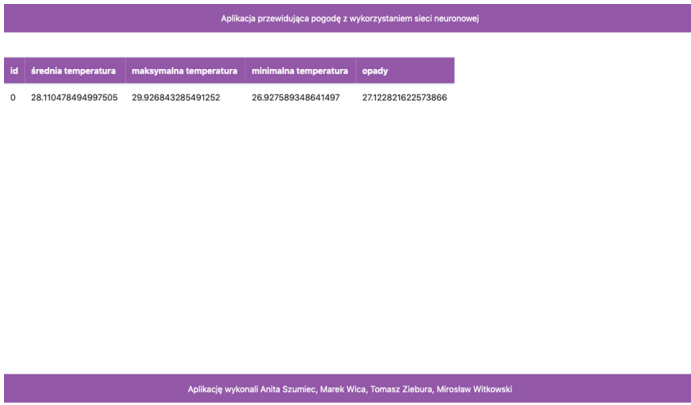 Aplikacja przewidująca pogodę z wykorzystaniem sieci neuronowej
id średnia temperatura maksymalna temperatura minimalna temperatura opady
0 28.110478494997505 29.926843285491252 26.927589348641497 27.122821622573866
Aplikację wykonali Anita Szumiec, Marek Wica, Tomasz Ziebura, Mirosław Witkowski